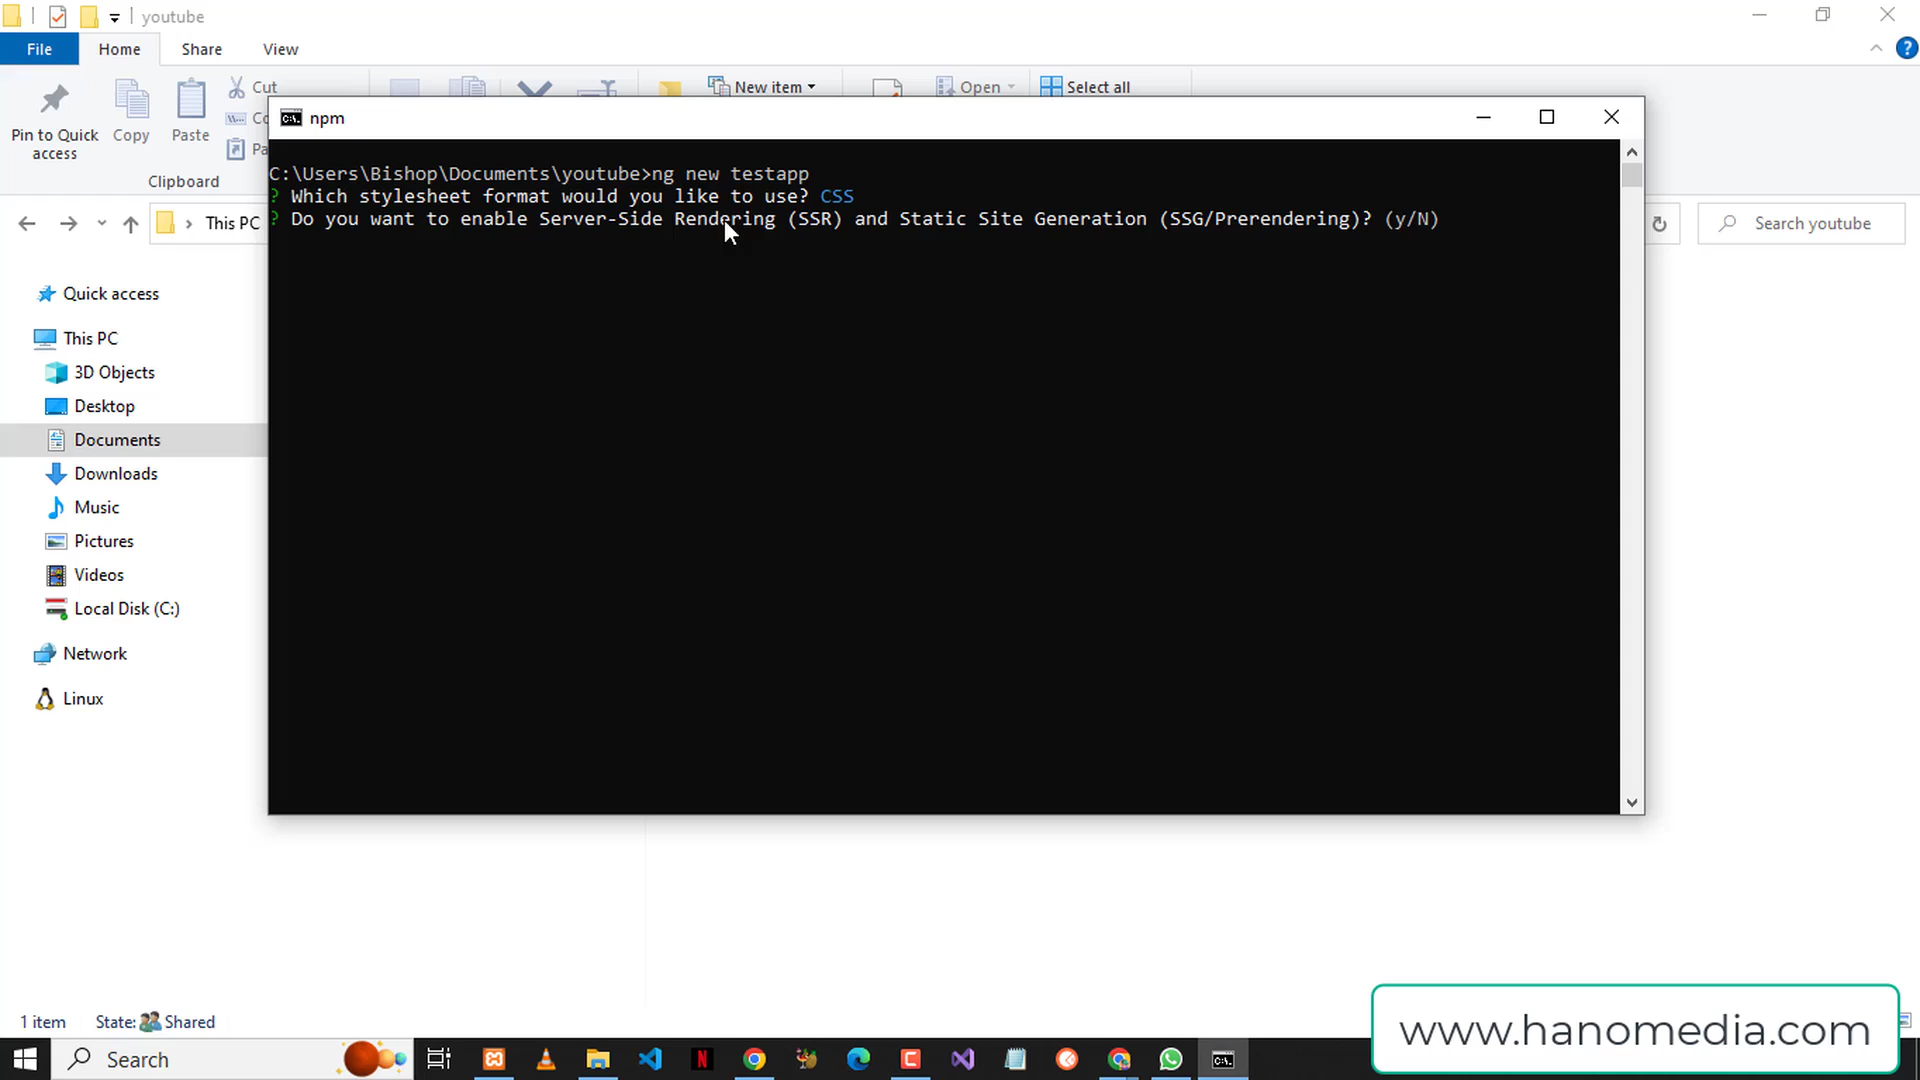 youtube
File Home Share View
Pin to Quick access
Copy
Paste
Cut
New item
Open
Select all
Clipboard
npm
C:\Users\Bishop\Documents\youtube>ng new testapp
? Which stylesheet format would you like to use? CSS
? Do you want to enable Server-Side Rendering (SSR) and Static Site Generation (SSG/Prerendering)? (y/N)
This PC
Search youtube
Quick access
This PC
3D Objects
Desktop
Documents
Downloads
Music
Pictures
Videos
Local Disk (C:)
Network
Linux
1 item State: Shared
www.hanomedia.com
Search